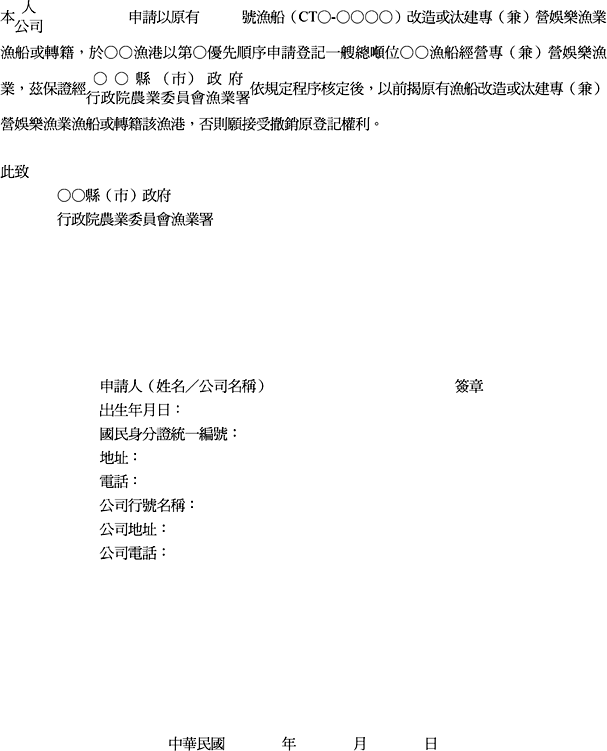 本人公司　　　　申請以原有　　　號漁船（CT○-○○○○）改造或汰建專（兼）營娛樂漁業
漁船或轉籍，於○○漁港以第○優先順序申請登記一艘總噸位○○漁船經營專（兼）營娛樂漁
業，茲保證經○○縣（市）政府行政院農業委員會漁業署依規定程序核定後，以前揭原有漁船改造或汰建專（兼）
營娛樂漁業漁船或轉籍該漁港，否則願接受撤銷原登記權利。
此致
○○縣（市）政府
行政院農業委員會漁業署
申請人（姓名／公司名稱）　　　　　　　　　簽章
出生年月日：
國民身分證統一編號：
地址：
電話：
公司行號名稱：
公司地址：
公司電話：
中華民國　　　年　　　月　　　日